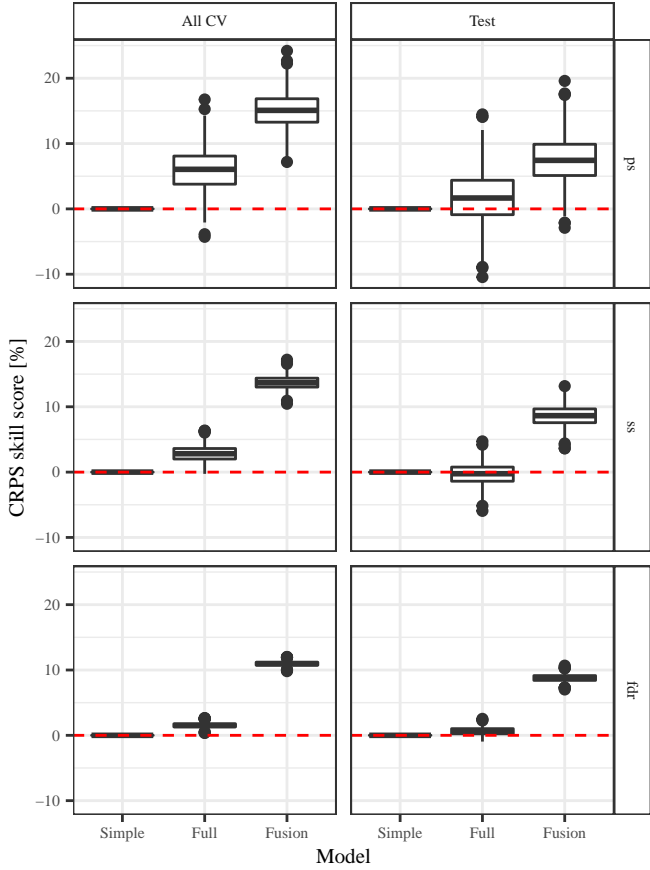 All CV
Test
20
10
0
−10
ps
CRPS skill score [%]
20
10
0
−10
ss
20
10
0
−10
fdr
Simple Full Fusion Simple Full Fusion
Model